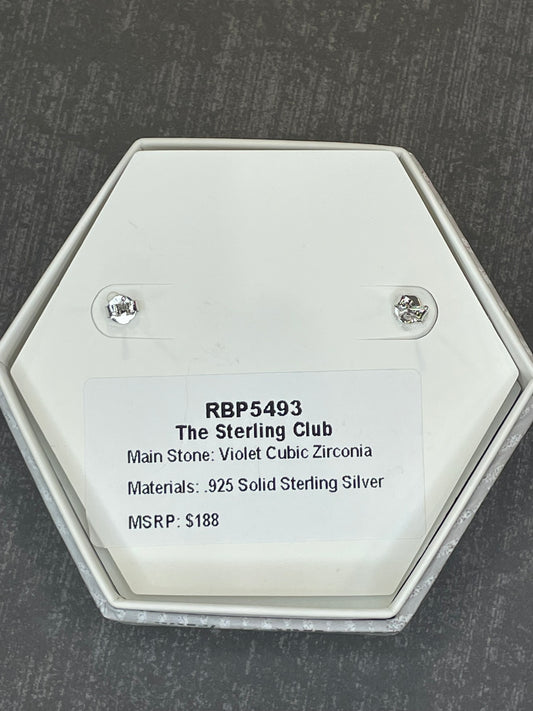 RBP5493
The Sterling Club
Main Stone: Violet Cubic Zirconia
Materials: .925 Solid Sterling Silver
MSRP: $188